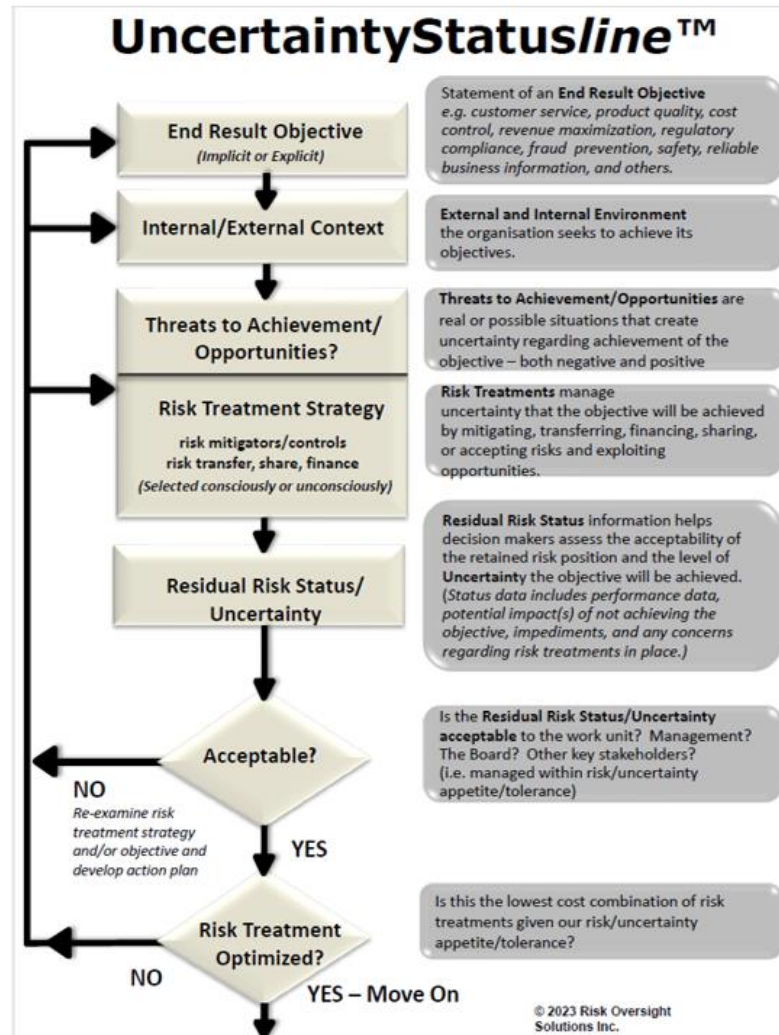 UncertaintyStatusline™
End Result Objective
(Implicit or Explicit)
Statement of an End Result Objective
e.g. customer service, product quality, cost
control, revenue maximization, regulatory
compliance, fraud prevention, safety, reliable
business information, and others.
Internal/External Context
External and Internal Environment
the organisation seeks to achieve its
objectives.
Threats to Achievement/
Opportunities?
Threats to Achievement/Opportunities are
real or possible situations that create
uncertainty regarding achievement of the
objective – both negative and positive
Risk Treatment Strategy
risk mitigators/controls
risk transfer, share, finance
(Selected consciously or unconsciously)
Risk Treatments manage
uncertainty that the objective will be achieved
by mitigating, transferring, financing, sharing,
or accepting risks and exploiting
opportunities.
Residual Risk Status/
Uncertainty
Residual Risk Status information helps
decision makers assess the acceptability of
the retained risk position and the level of
Uncertainty the objective will be achieved.
(Status data includes performance data,
potential impact(s) of not achieving the
objective, impediments, and any concerns
regarding risk treatments in place.)
Acceptable?
Is the Residual Risk Status/Uncertainty
acceptable to the work unit? Management?
The Board? Other key stakeholders?
(i.e. managed within risk/uncertainty
appetite/tolerance)
NO
Re-examine risk
treatment strategy
and/or objective and
develop action plan
YES
Risk Treatment
Optimized?
Is this the lowest cost combination of risk
treatments given our risk/uncertainty
appetite/tolerance?
NO
YES – Move On
© 2023 Risk Oversight
Solutions Inc.